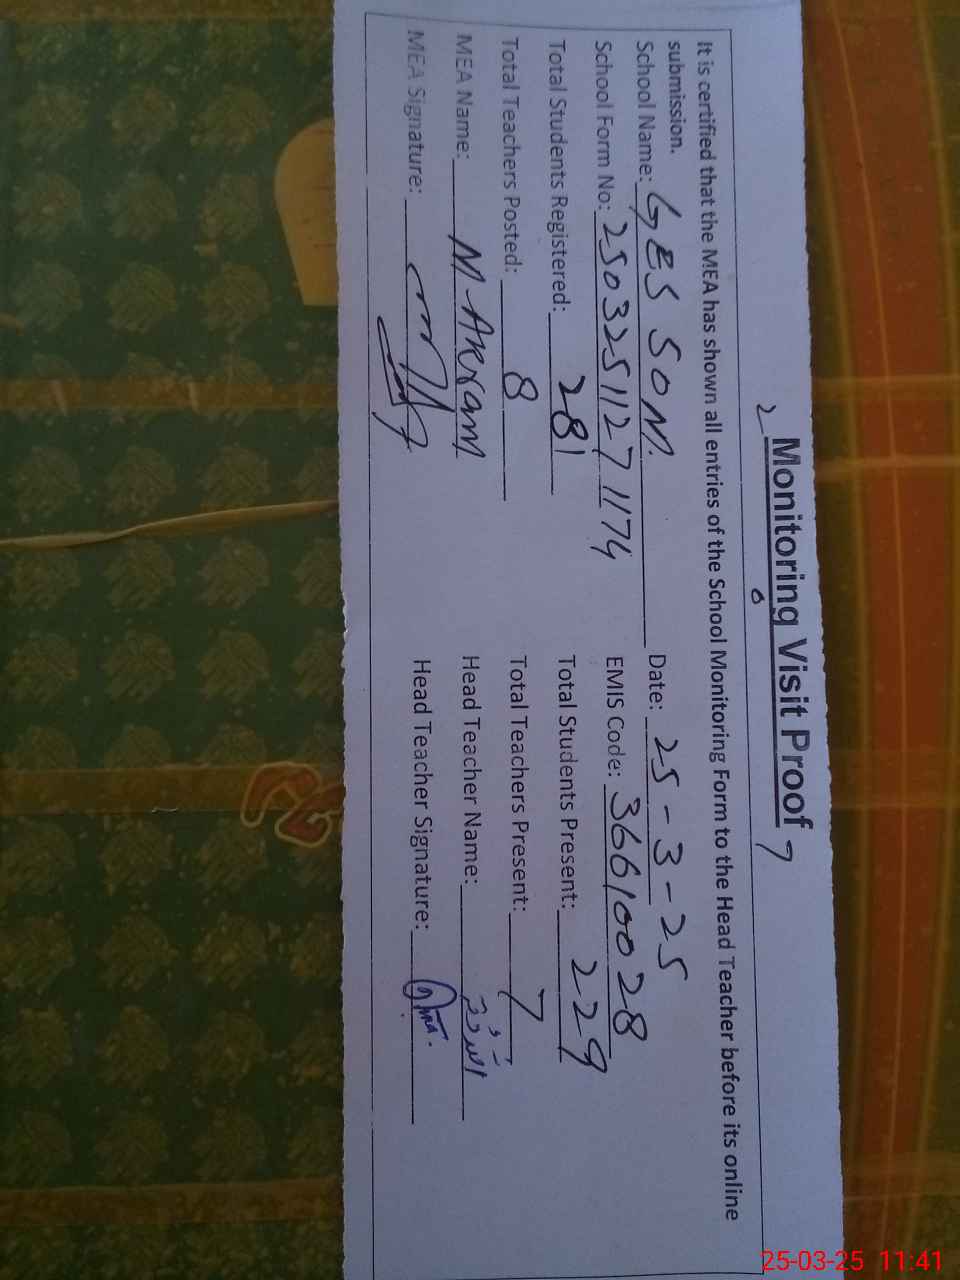 Monitoring Visit Proof
It is certified that the MEA has shown all entries of the School Monitoring Form to the Head Teacher before its online
submission.
School Name: GES SON. Date: 25-3-25
School Form No: 25032511271174 EMIS Code: 36610028
Total Students Registered: 281 Total Students Present: 229
Total Teachers Posted: 8 Total Teachers Present: 7
MEA Name: M-Akram Head Teacher Name:
MEA Signature: Head Teacher Signature:
25-03-25 11:41